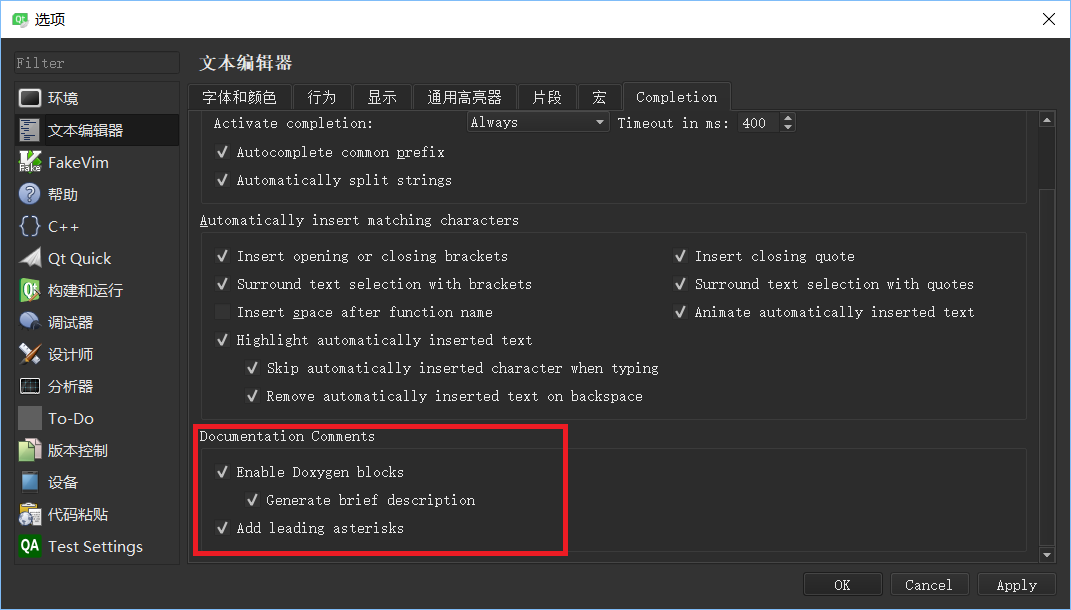 选项
Filter
文本编辑器
环境
文本编辑器
FakeVim
帮助
C++
Qt Quick
构建和运行
调试器
设计师
分析器
To-Do
版本控制
设备
代码粘贴
QA Test Settings
字体和颜色 行为 显示 通用高亮器 片段 宏 Completion
Activate completion: Always Timeout in ms: 400
Autocomplete common prefix
Automatically split strings
Automatically insert matching characters
Insert opening or closing brackets Insert closing quote
Surround text selection with brackets Surround text selection with quotes
Insert space after function name Animate automatically inserted text
Highlight automatically inserted text
Skip automatically inserted character when typing
Remove automatically inserted text on backspace
Documentation Comments
Enable Doxygen blocks
Generate brief description
Add leading asterisks
OK Cancel Apply